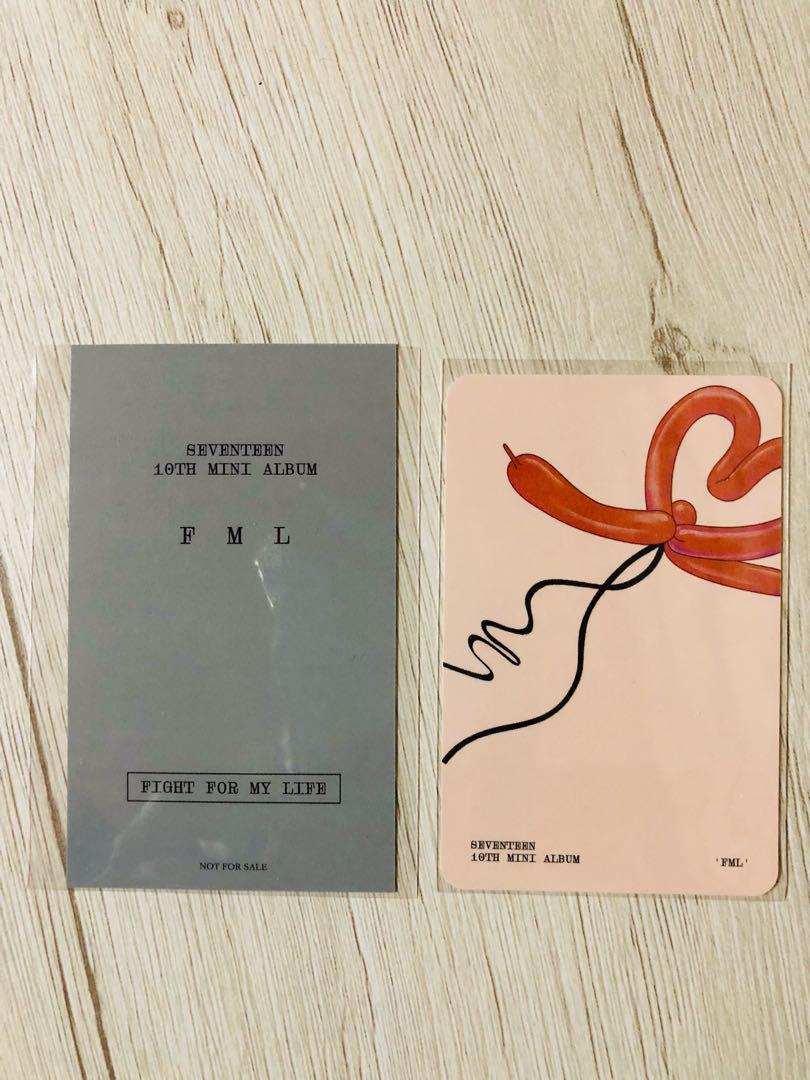 SEVENTEEN
10TH MINI ALBUM
F M L
FIGHT FOR MY LIFE
NOT FOR SALE
SEVENTEEN
10TH MINI ALBUM
'FML'